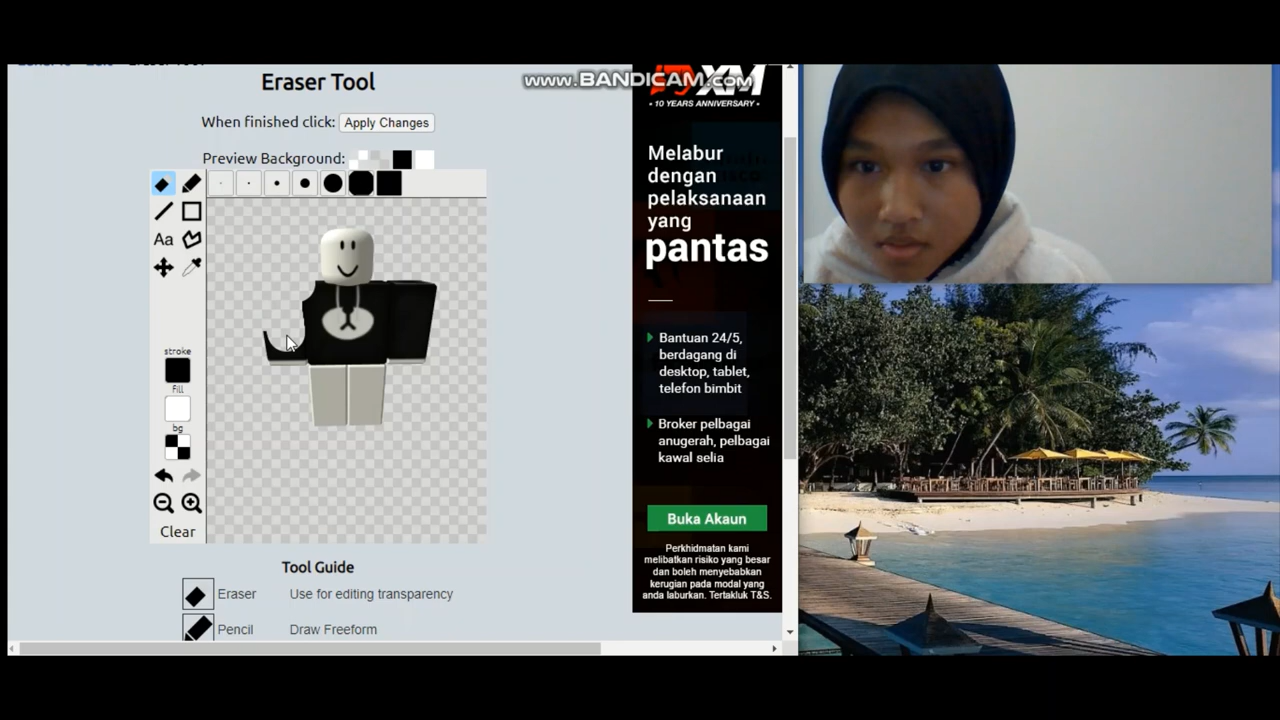 Eraser Tool
www.BANDICAM.com
When finished click: Apply Changes
Preview Background:
Aa
stroke
fill
bg
Clear
Tool Guide
Eraser Use for editing transparency
Pencil Draw Freeform
XM
• 10 YEARS ANNIVERSARY •
Melabur
dengan
pelaksanaan
yang
pantas
Bantuan 24/5,
berdagang di
desktop, tablet,
telefon bimbit
Broker pelbagai
anugerah, pelbagai
kawal selia
Buka Akaun
Perkhidmatan kami
melibatkan risiko yang besar
dan boleh menyebabkan
kerugian pada modal yang
anda laburkan. Tertakluk T&S.